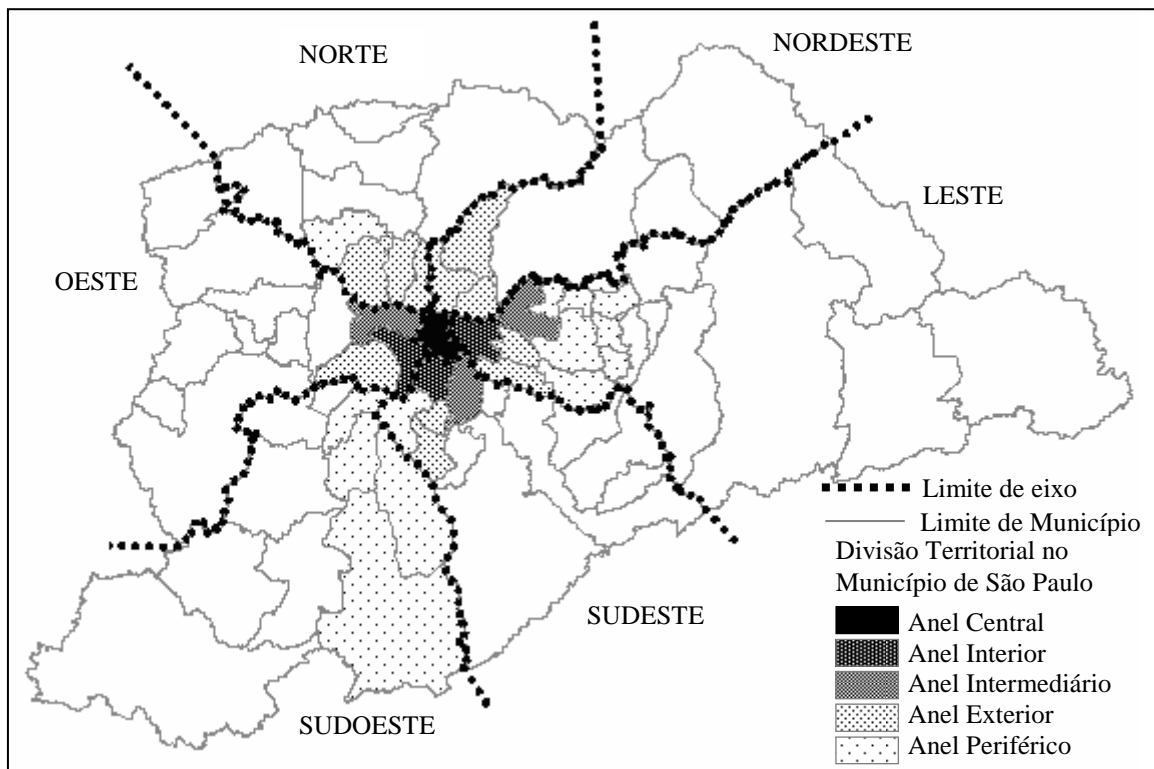 NORTE
NORDESTE
LESTE
OESTE
Limite de eixo
Limite de Município
Divisão Territorial no
Município de São Paulo
SUDESTE
Anel Central
Anel Interior
Anel Intermediário
SUDOESTE
Anel Exterior
Anel Periférico